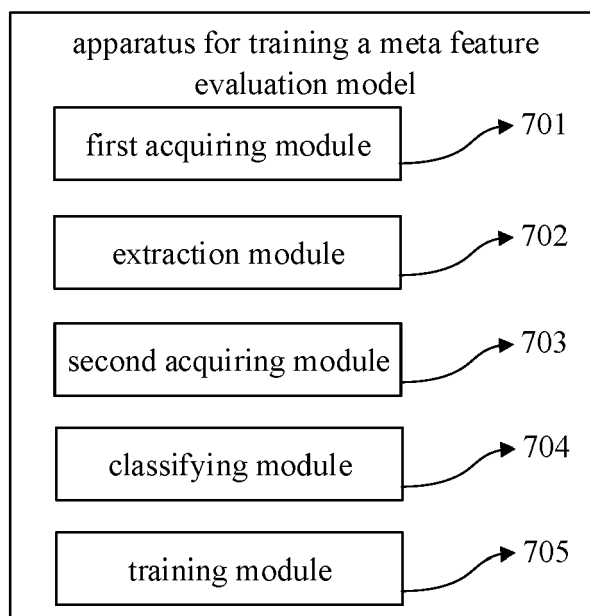 apparatus for training a meta feature
evaluation model
first acquiring module
701
extraction module
702
second acquiring module
703
classifying module
704
training module
705